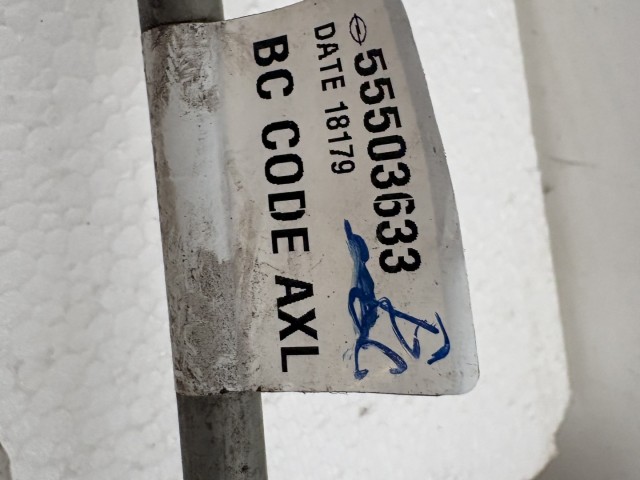 55503633
DATE 18179
BC CODE AXL